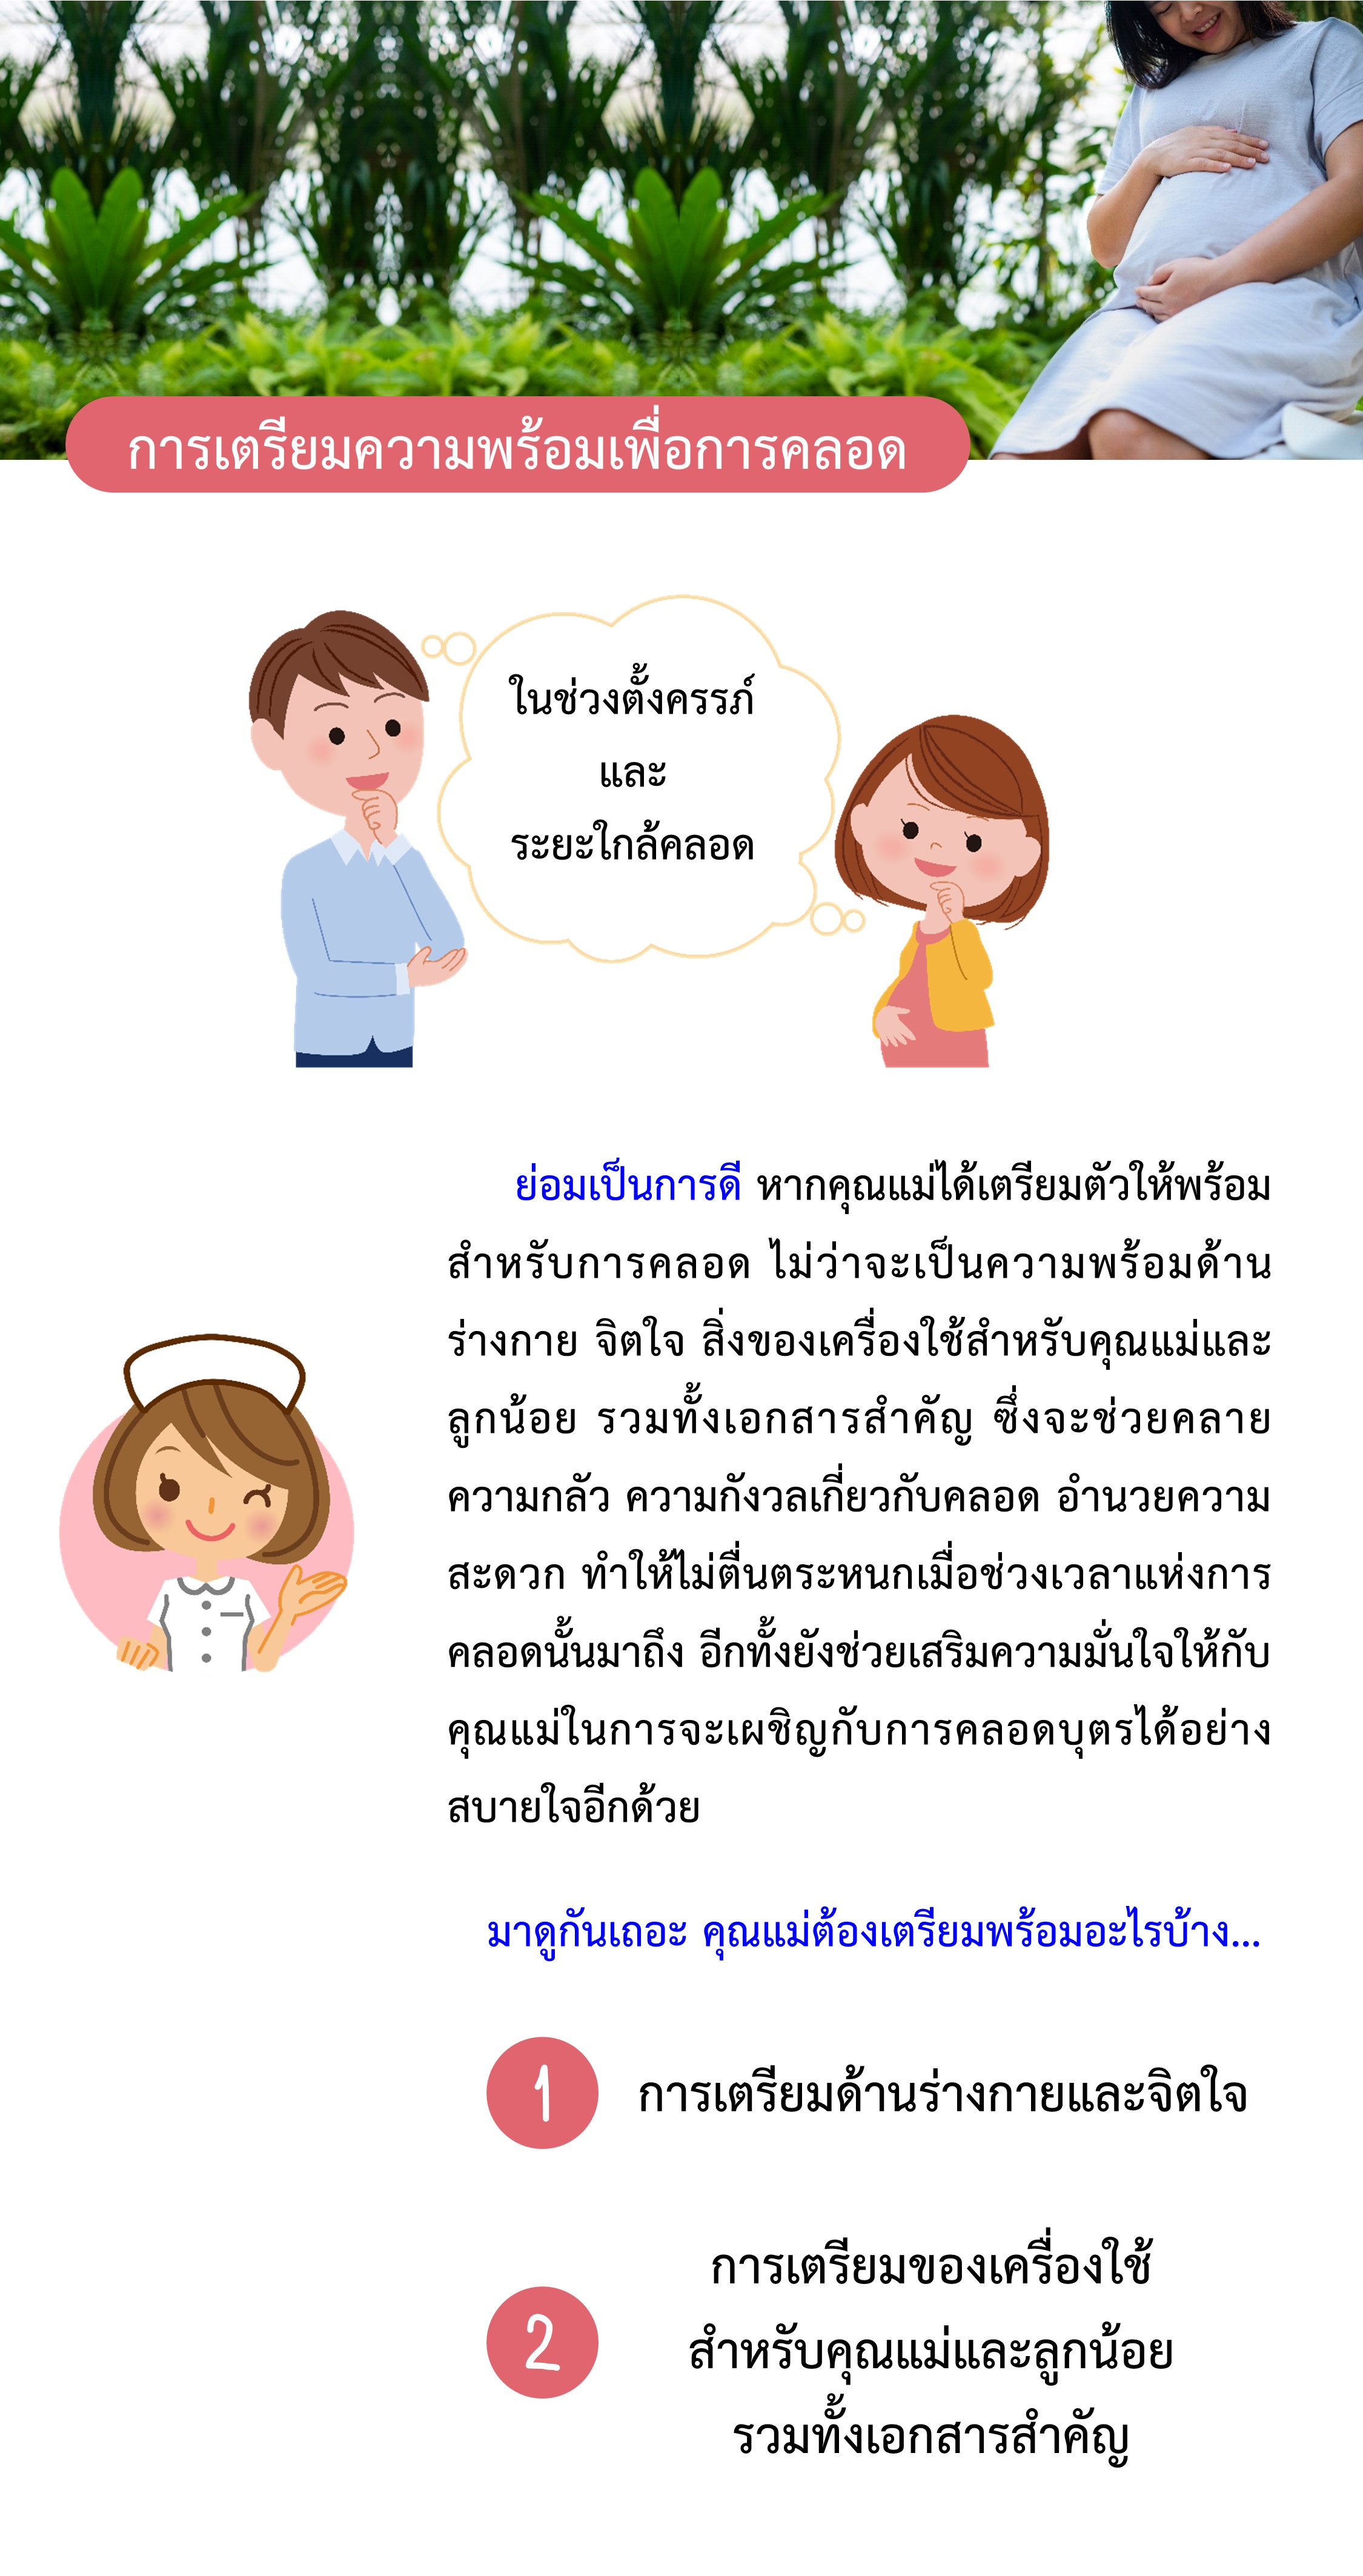 การเตรียมความพร้อมเพื่อการคลอด
ในช่วงตั้งครรภ์
และ
ระยะใกล้คลอด
ย่อมเป็นการดี หากคุณแม่ได้เตรียมตัวให้พร้อม
สำหรับการคลอด ไม่ว่าจะเป็นความพร้อมด้าน
ร่างกาย จิตใจ สิ่งของเครื่องใช้สำหรับคุณแม่และ
ลูกน้อย รวมทั้งเอกสารสำคัญ ซึ่งจะช่วยคลาย
ความกลัว ความกังวลเกี่ยวกับคลอด อำนวยความ
สะดวก ทำให้ไม่ตื่นตระหนกเมื่อช่วงเวลาแห่งการ
คลอดนั้นมาถึง อีกทั้งยังช่วยเสริมความมั่นใจให้กับ
คุณแม่ในการจะเผชิญกับการคลอดบุตรได้อย่าง
สบายใจอีกด้วย
มาดูกันเถอะ คุณแม่ต้องเตรียมพร้อมอะไรบ้าง...
1 การเตรียมด้านร่างกายและจิตใจ
การเตรียมของเครื่องใช้
2 สำหรับคุณแม่และลูกน้อย
รวมทั้งเอกสารสำคัญ